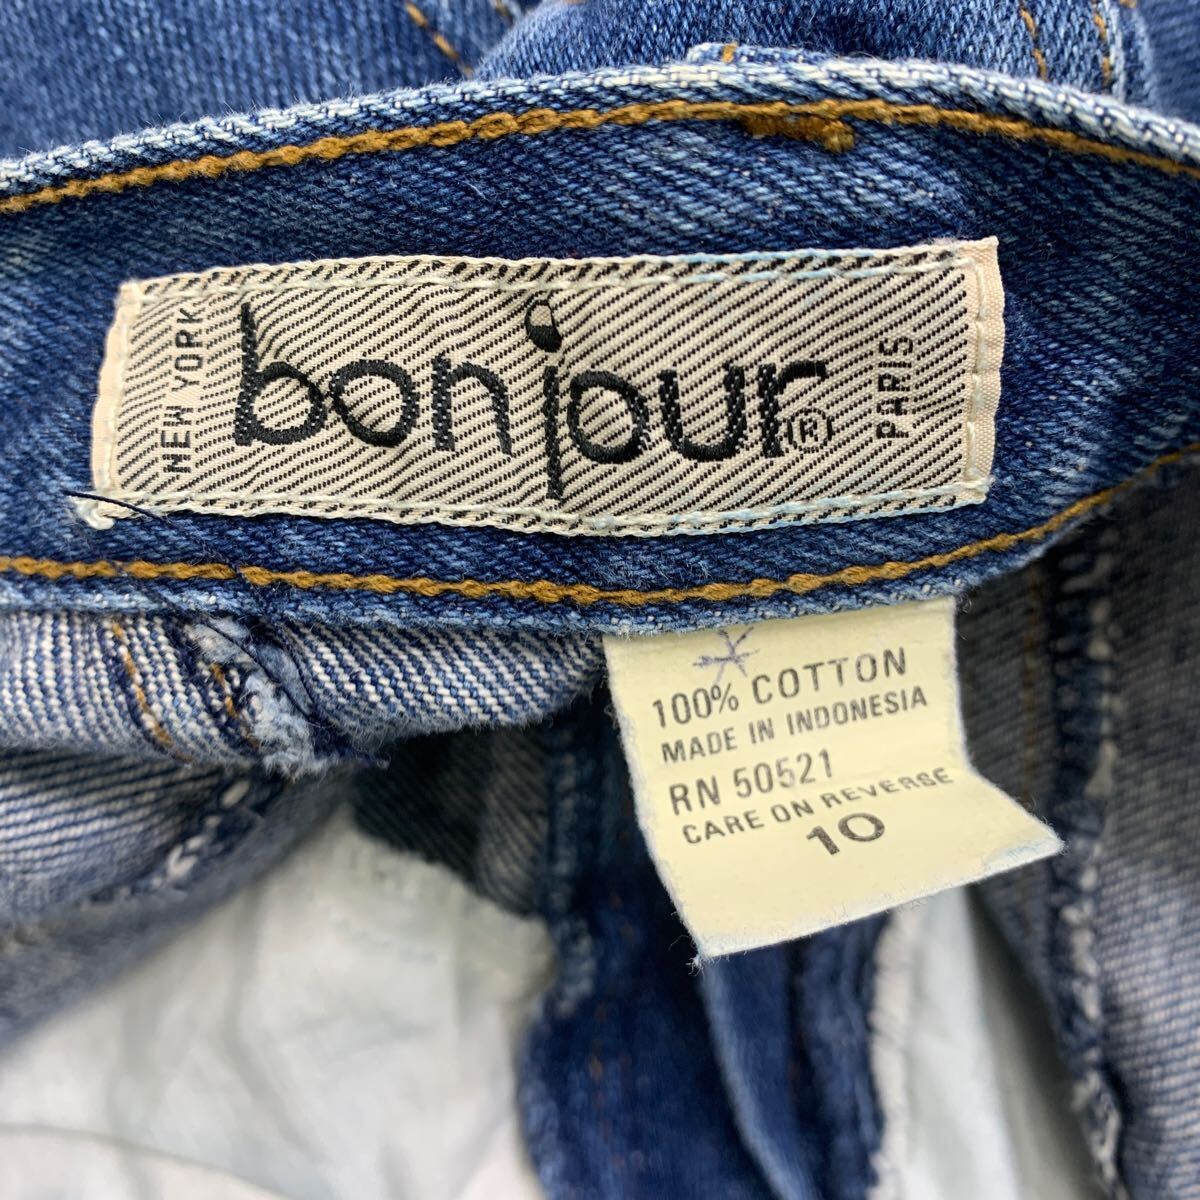 NEW YORK
bonjour®
PARIS
100% COTTON
MADE IN INDONESIA
RN 50521
CARE ON REVERSE
10